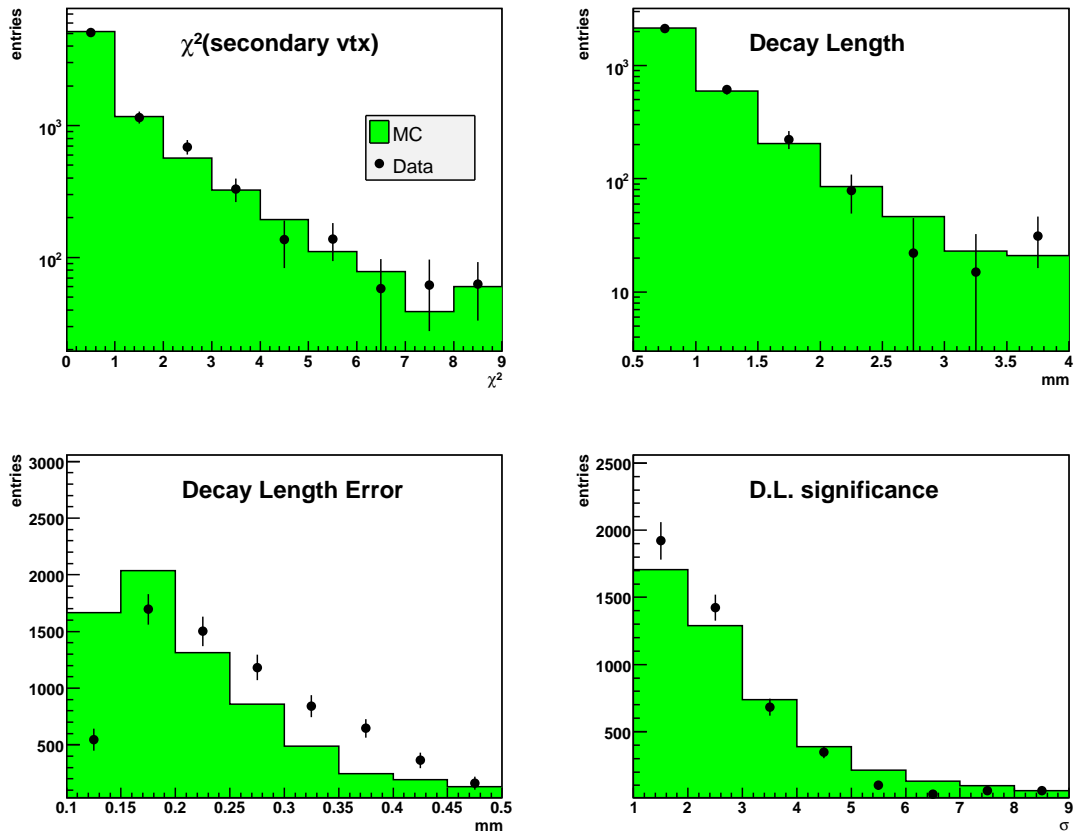 entries
χ²(secondary vtx)
10³
10²
MC
Data
0 1 2 3 4 5 6 7 8 9
χ²
entries
Decay Length
10³
10²
10
0.5 1 1.5 2 2.5 3 3.5 4
mm
entries
Decay Length Error
3000
2500
2000
1500
1000
500
0.1 0.15 0.2 0.25 0.3 0.35 0.4 0.45 0.5
mm
entries
D.L. significance
2500
2000
1500
1000
500
1 2 3 4 5 6 7 8 9
σ